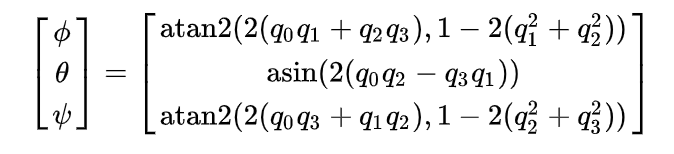 ϕ atan2(2(q₀q₁ + q₂q₃), 1 − 2(q₁² + q₂²))
θ = asin(2(q₀q₂ − q₃q₁))
ψ atan2(2(q₀q₃ + q₁q₂), 1 − 2(q₂² + q₃²))